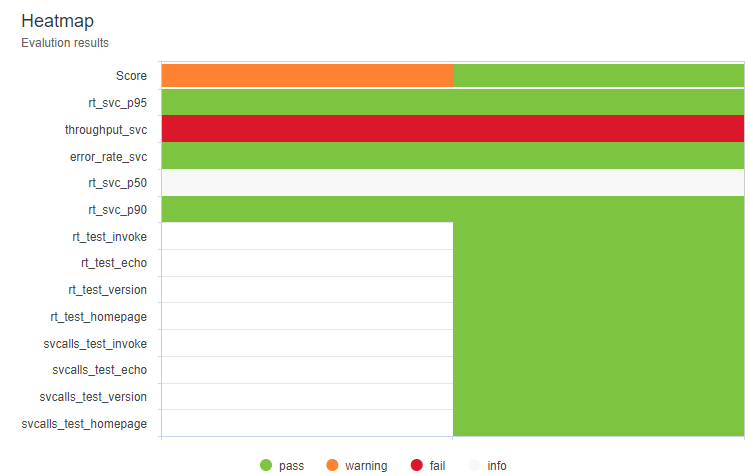 Heatmap
Evalution results
Score
rt_svc_p95
throughput_svc
error_rate_svc
rt_svc_p50
rt_svc_p90
rt_test_invoke
rt_test_echo
rt_test_version
rt_test_homepage
svcalls_test_invoke
svcalls_test_echo
svcalls_test_version
svcalls_test_homepage
pass warning fail info